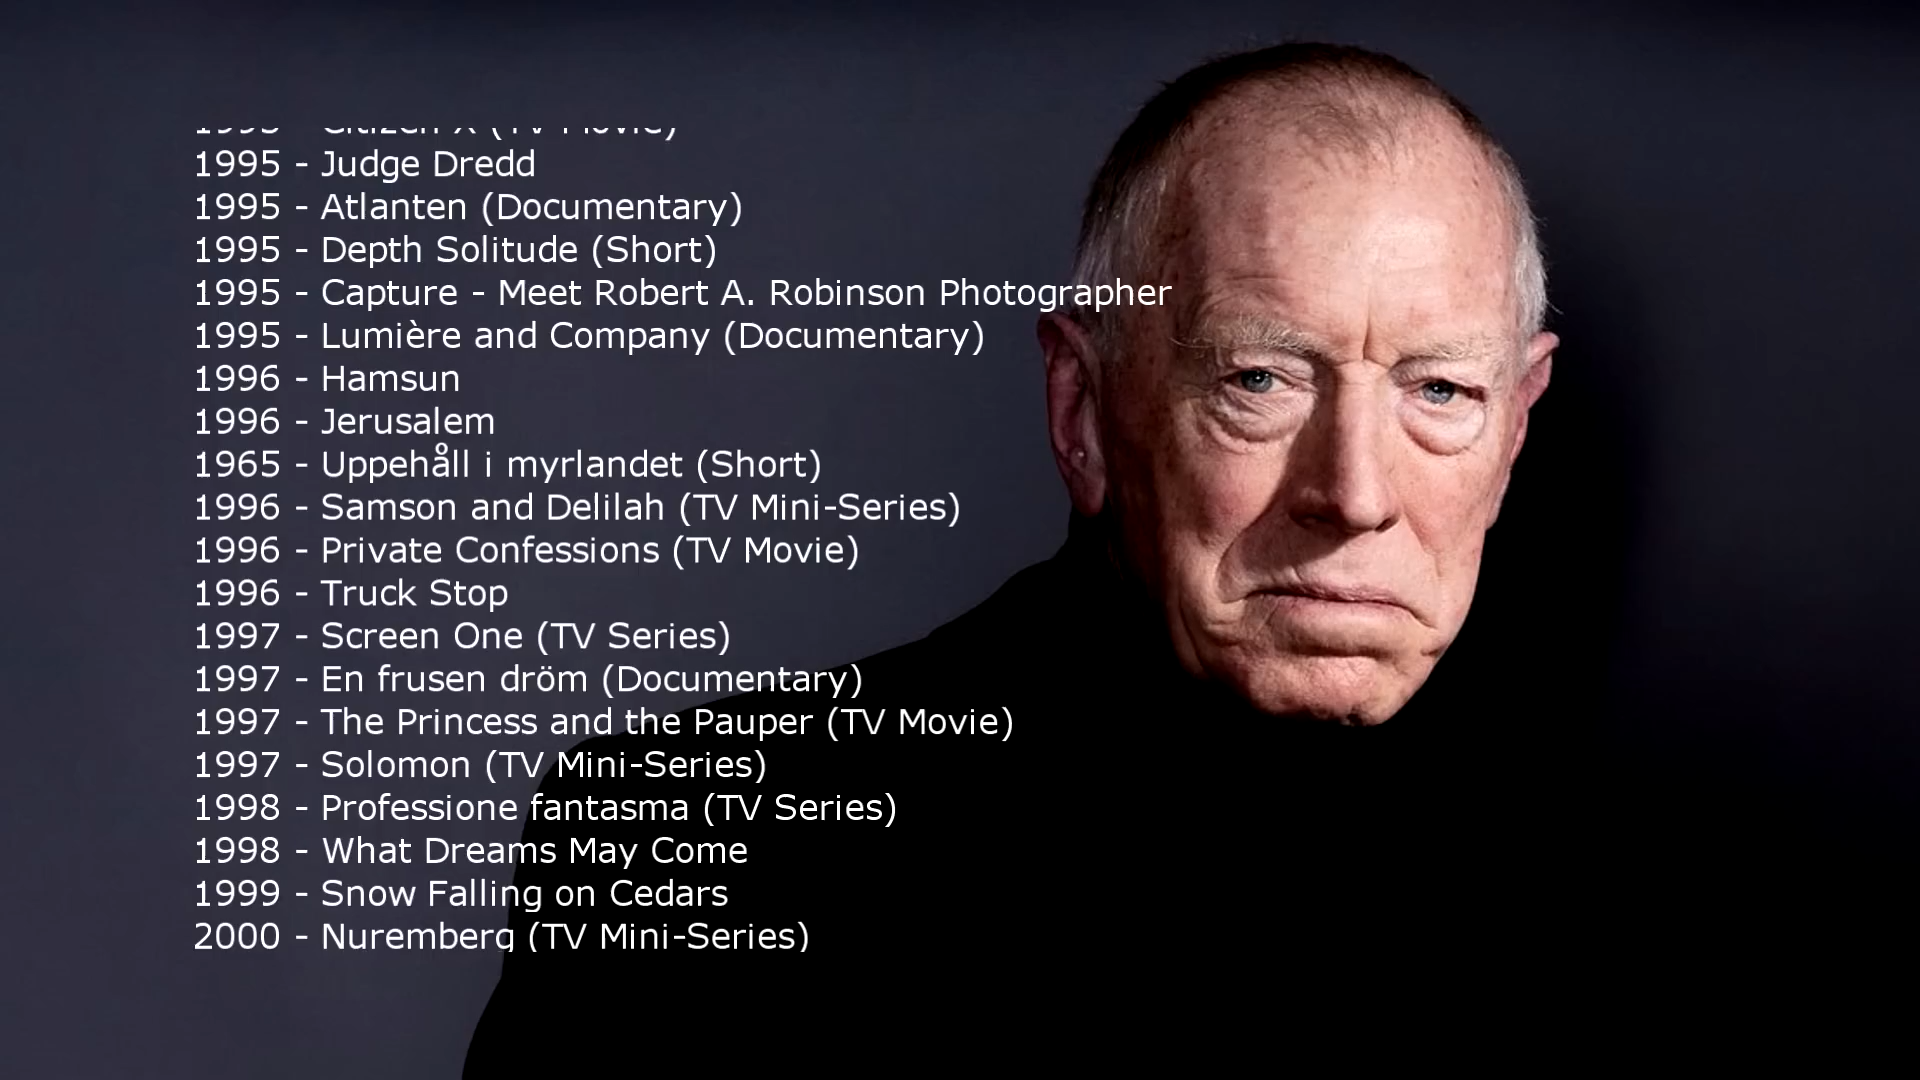 1995 - Citizen X (TV Movie)
1995 - Judge Dredd
1995 - Atlanten (Documentary)
1995 - Depth Solitude (Short)
1995 - Capture - Meet Robert A. Robinson Photographer
1995 - Lumière and Company (Documentary)
1996 - Hamsun
1996 - Jerusalem
1965 - Uppehåll i myrlandet (Short)
1996 - Samson and Delilah (TV Mini-Series)
1996 - Private Confessions (TV Movie)
1996 - Truck Stop
1997 - Screen One (TV Series)
1997 - En frusen dröm (Documentary)
1997 - The Princess and the Pauper (TV Movie)
1997 - Solomon (TV Mini-Series)
1998 - Professione fantasma (TV Series)
1998 - What Dreams May Come
1999 - Snow Falling on Cedars
2000 - Nuremberg (TV Mini-Series)